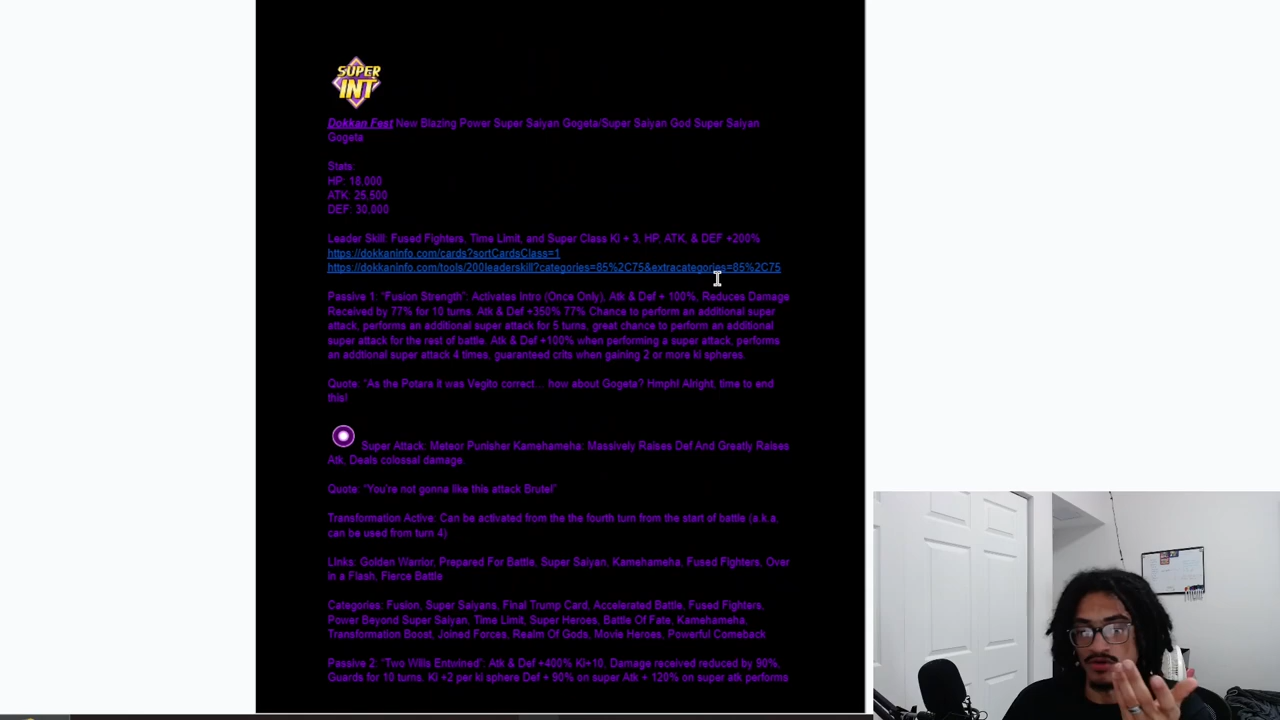 SUPER
INT
Dokkan Fest New Blazing Power Super Saiyan Gogeta/Super Saiyan God Super Saiyan
Gogeta
Stats:
HP: 18,000
ATK: 25,500
DEF: 30,000
Leader Skill: Fused Fighters, Time Limit, and Super Class Ki + 3, HP, ATK, & DEF +200%
https://dokkaninfo.com/cards?sortCardsClass=1
https://dokkaninfo.com/tools/200leaderskill?categories=85%2C75&extracategories=85%2C75
Passive 1: “Fusion Strength”: Activates Intro (Once Only), Atk & Def + 100%, Reduces Damage
Received by 77% for 10 turns. Atk & Def +350% 77% Chance to perform an additional super
attack, performs an additional super attack for 5 turns, great chance to perform an additional
super attack for the rest of battle. Atk & Def +100% when performing a super attack, performs
an addtional super attack 4 times, guaranteed crits when gaining 2 or more ki spheres.
Quote: “As the Potara it was Vegito correct… how about Gogeta? Hmph! Alright, time to end
this!
Super Attack: Meteor Punisher Kamehameha: Massively Raises Def And Greatly Raises
Atk, Deals colossal damage
Quote: “You’re not gonna like this attack Brute!”
Transformation Active: Can be activated from the the fourth turn from the start of battle (a.k.a.
can be used from turn 4)
Links: Golden Warrior, Prepared For Battle, Super Saiyan, Kamehameha, Fused Fighters, Over
in a Flash, Fierce Battle
Categories: Fusion, Super Saiyans, Final Trump Card, Accelerated Battle, Fused Fighters,
Power Beyond Super Saiyan, Time Limit, Super Heroes, Battle Of Fate, Kamehameha,
Transformation Boost, Joined Forces, Realm Of Gods, Movie Heroes, Powerful Comeback
Passive 2: “Two Wills Entwined”: Atk & Def +400% Ki+10, Damage received reduced by 90%,
Guards for 10 turns, Ki +2 per ki sphere Def + 90% on super Atk + 120% on super atk performs